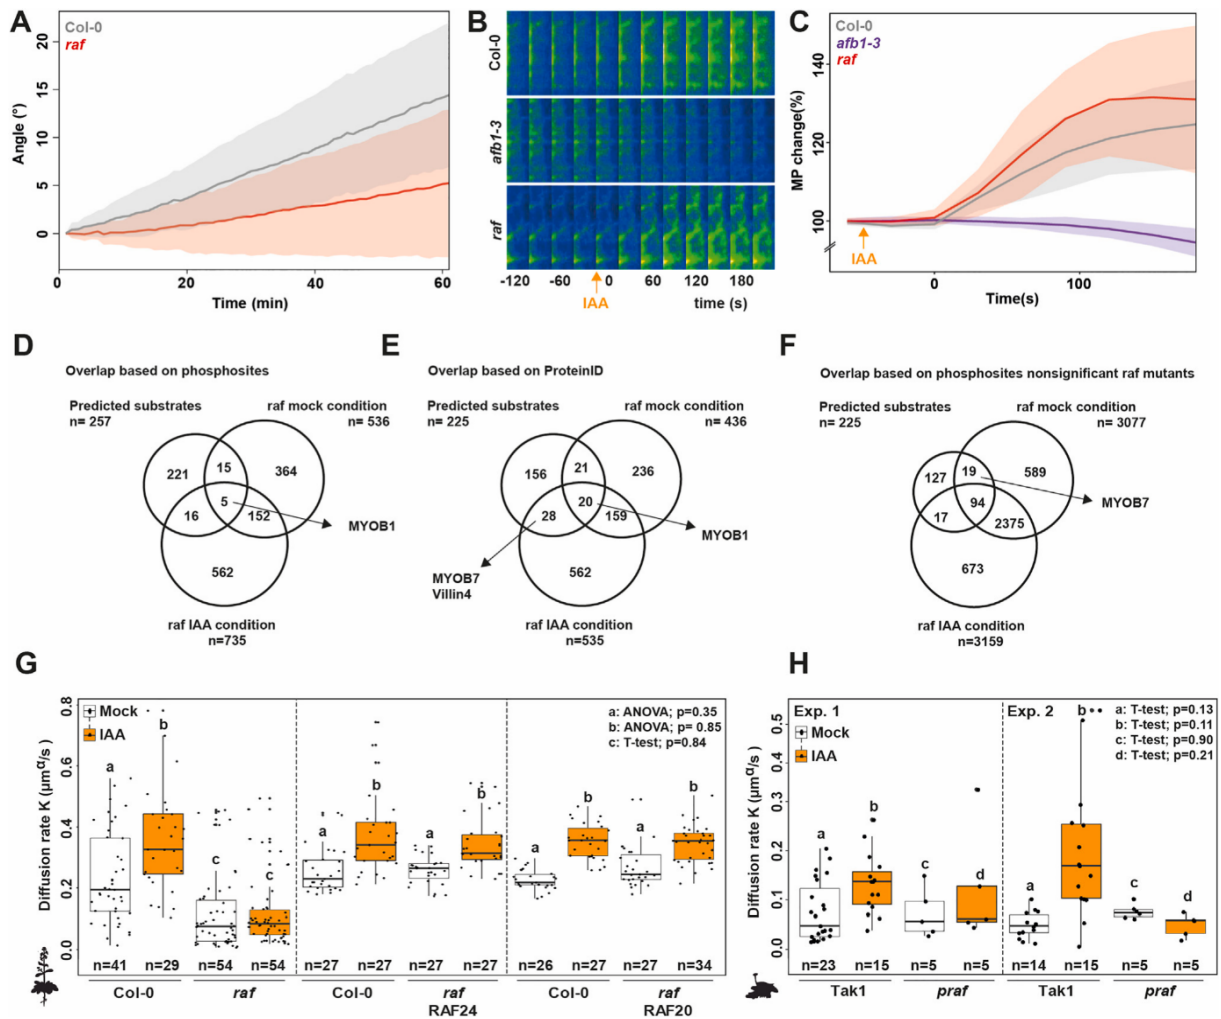 A
Col-0
raf
Angle (°)
20
15
10
5
0
0
20
40
60
Time (min)
B
Col-0
afb1-3
raf
-120
-60
0
60
120
180
time (s)
IAA
C
Col-0
afb1-3
raf
MP change(%)
140
120
100
IAA
0
100
Time(s)
D
Overlap based on phosphosites
Predicted substrates
n= 257
raf mock condition
n= 536
221
15
364
5
16
152
562
MYOB1
raf IAA condition
n=735
E
Overlap based on ProteinID
Predicted substrates
n= 225
raf mock condition
n= 436
156
21
236
20
28
159
562
MYOB1
MYOB7
Villin4
raf IAA condition
n=535
F
Overlap based on phosphosites nonsignificant raf mutants
Predicted substrates
n= 225
raf mock condition
n= 3077
127
19
589
94
17
2375
673
MYOB7
raf IAA condition
n=3159
G
Diffusion rate K (µmᵅ/s)
0.8
0.6
0.4
0.2
0.0
Mock
IAA
a: ANOVA; p=0.35
b: ANOVA; p= 0.85
c: T-test; p=0.84
a
b
c
c
a
b
a
b
a
b
a
b
n=41
n=29
n=54
n=54
n=27
n=27
n=27
n=27
n=26
n=27
n=27
n=34
Col-0
raf
Col-0
raf
RAF24
Col-0
raf
RAF20
H
Diffusion rate K (µmᵅ/s)
0.5
0.4
0.3
0.2
0.1
0.0
Exp. 1
Mock
IAA
Exp. 2
a: T-test; p=0.13
b: T-test; p=0.11
c: T-test; p=0.90
d: T-test; p=0.21
a
b
c
d
a
b
c
d
n=23
n=15
n=5
n=5
n=14
n=15
n=5
n=5
Tak1
praf
Tak1
praf